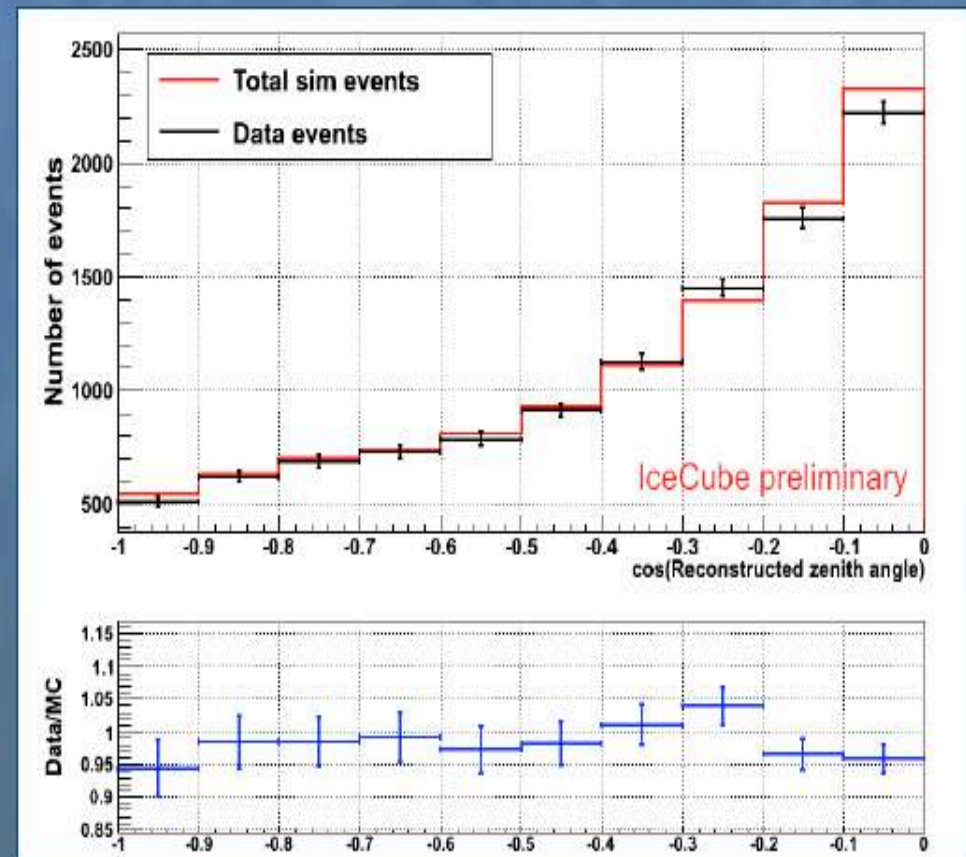 Total sim events
Data events
Number of events
2500
2000
1500
1000
500
IceCube preliminary
-1 -0.9 -0.8 -0.7 -0.6 -0.5 -0.4 -0.3 -0.2 -0.1 0
cos(Reconstructed zenith angle)
Data/MC
1.15
1.1
1.05
1
0.95
0.9
0.85
-1 -0.9 -0.8 -0.7 -0.6 -0.5 -0.4 -0.3 -0.2 -0.1 0